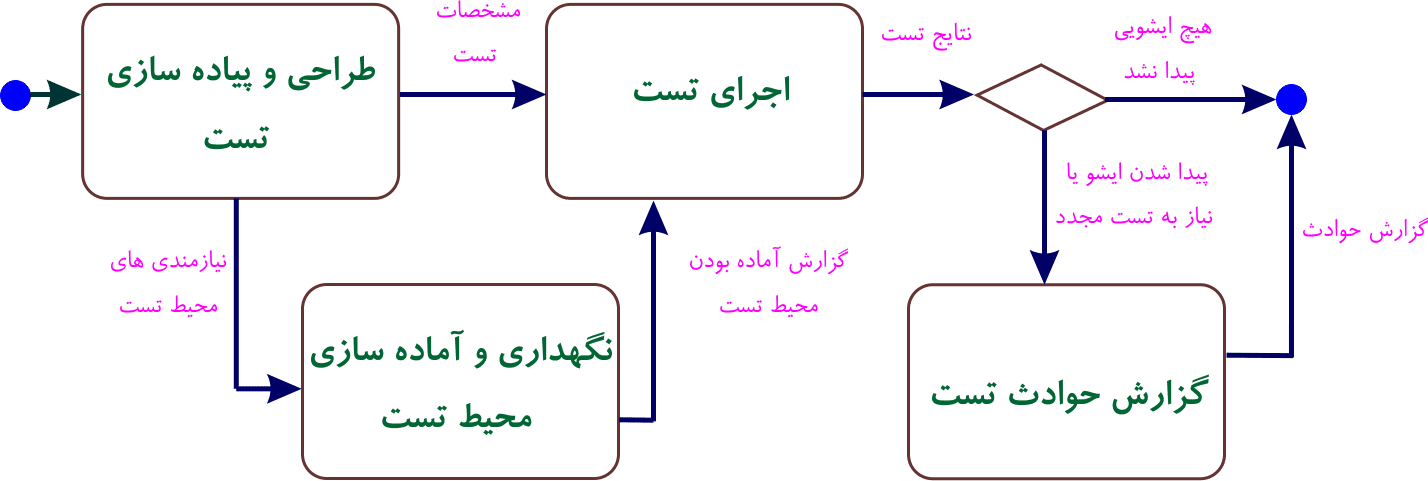 طراحی و پیاده سازی
تست
مشخصات
تست
اجرای تست
نتایج تست
هیچ ایشویی
پیدا نشد
پیدا شدن ایشو یا
نیاز به تست مجدد
گزارش حوادث
نیازمندی های
محیط تست
گزارش آماده بودن
محیط تست
نگهداری و آماده سازی
محیط تست
گزارش حوادث تست